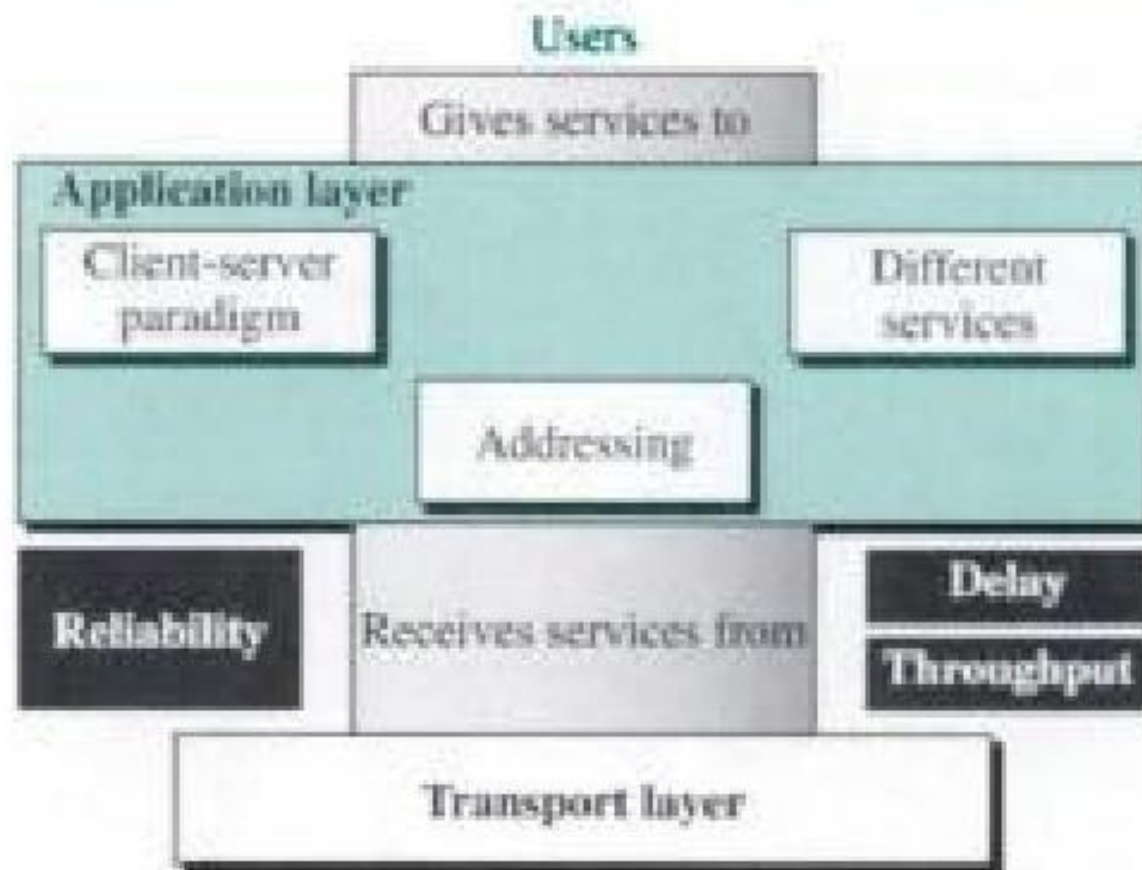 Users
Gives services to
Application layer
Client-server
paradigm
Different
services
Addressing
Reliability
Receives services from
Delay
Throughput
Transport layer